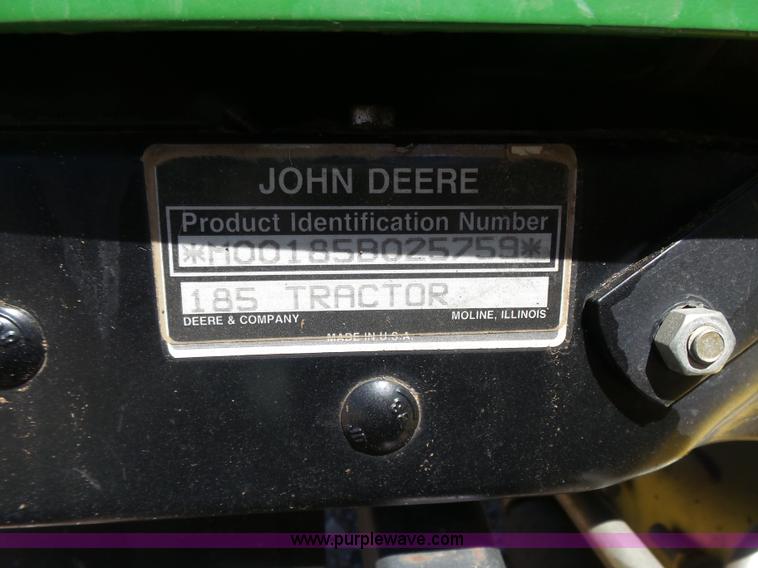 JOHN DEERE
Product Identification Number
*M00185B025759*
185 TRACTOR
DEERE & COMPANY MOLINE, ILLINOIS
MADE IN U.S.A.
www.purplewave.com